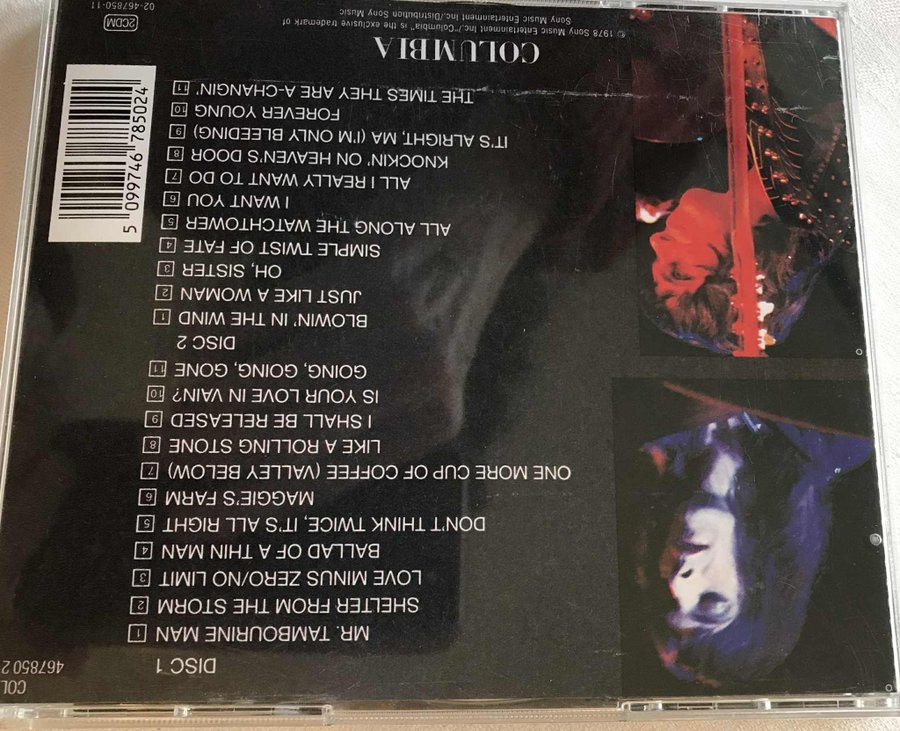 COL
467850 2
DISC 1
MR. TAMBOURINE MAN 1
SHELTER FROM THE STORM 2
LOVE MINUS ZERO/NO LIMIT 3
BALLAD OF A THIN MAN 4
DON'T THINK TWICE, IT'S ALL RIGHT 5
MAGGIE'S FARM 6
ONE MORE CUP OF COFFEE (VALLEY BELOW) 7
LIKE A ROLLING STONE 8
I SHALL BE RELEASED 9
IS YOUR LOVE IN VAIN? 10
GOING, GOING, GONE 11
DISC 2
BLOWIN' IN THE WIND 1
JUST LIKE A WOMAN 2
OH, SISTER 3
SIMPLE TWIST OF FATE 4
ALL ALONG THE WATCHTOWER 5
I WANT YOU 6
ALL I REALLY WANT TO DO 7
KNOCKIN' ON HEAVEN'S DOOR 8
IT'S ALRIGHT, MA (I'M ONLY BLEEDING) 9
FOREVER YOUNG 10
THE TIMES THEY ARE A-CHANGIN' 11
5 099746 785024
COLUMBIA
© 1978 Sony Music Entertainment Inc./"Columbia" is the exclusive trademark of
Sony Music Entertainment Inc./Distribution Sony Music
2CDM
02-467850-11